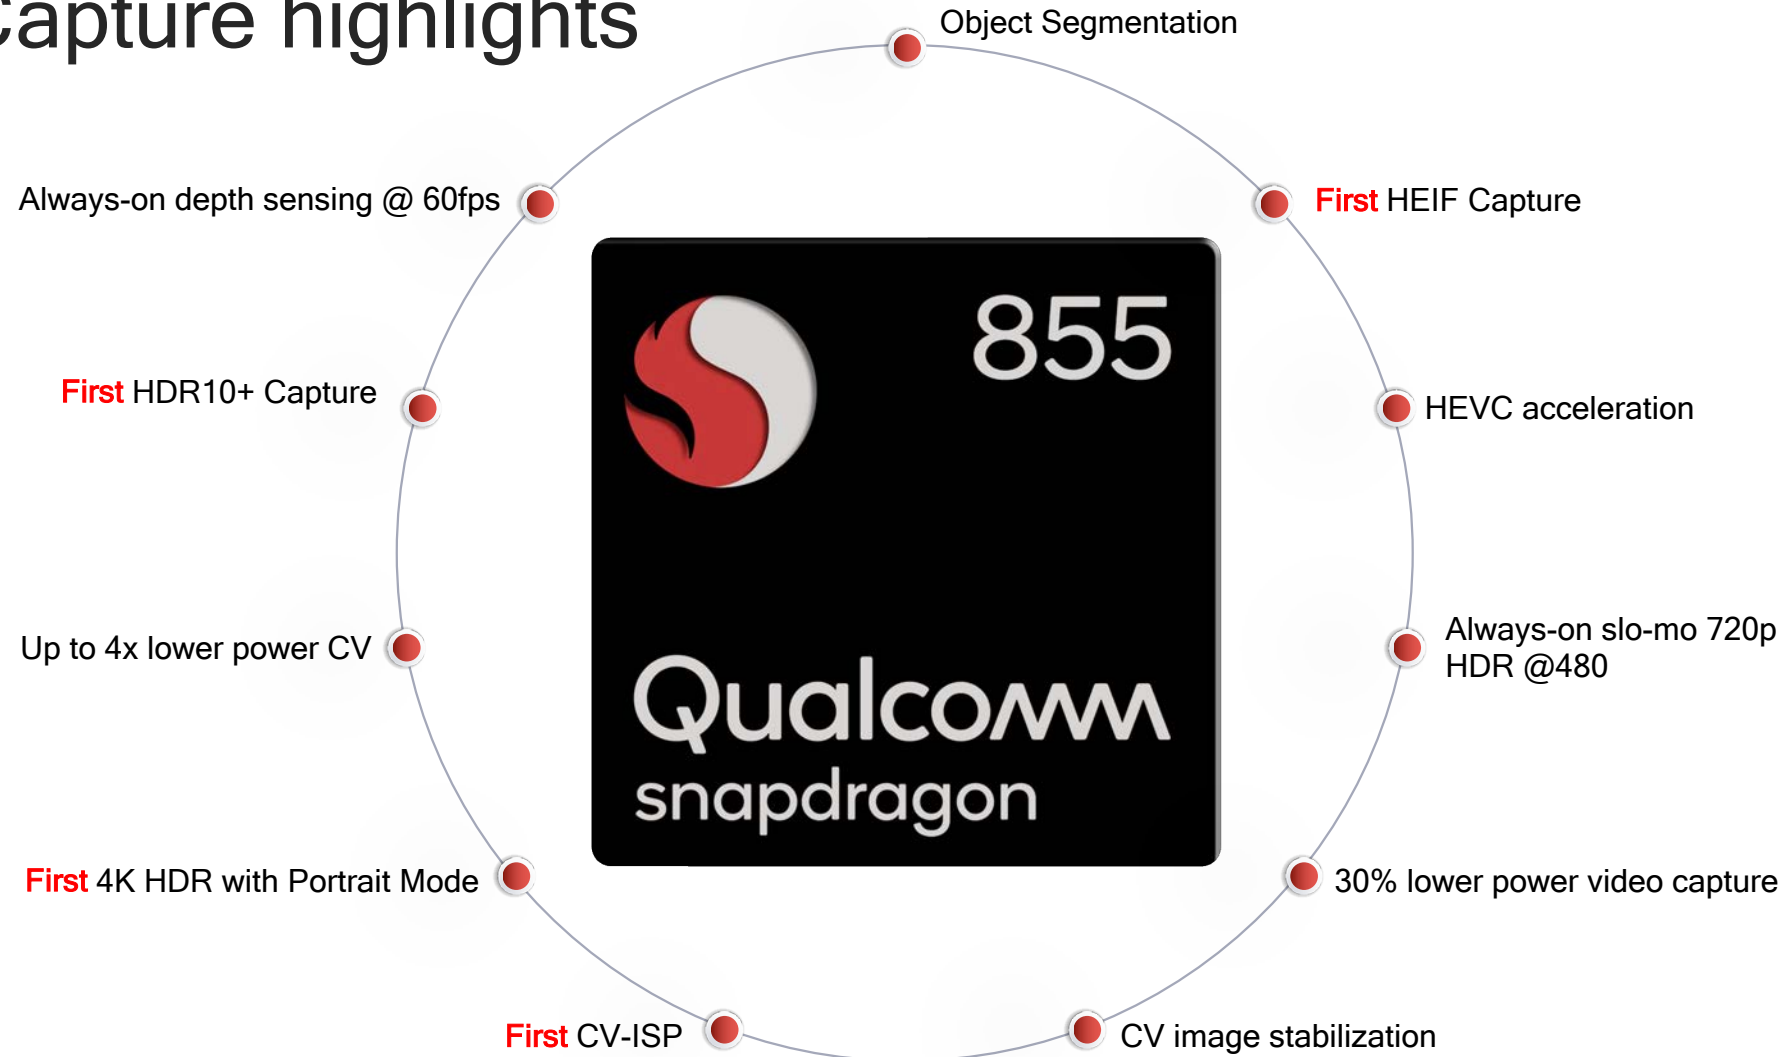 Capture highlights
Object Segmentation
Always-on depth sensing @ 60fps
First HEIF Capture
855
First HDR10+ Capture
HEVC acceleration
Up to 4x lower power CV
Always-on slo-mo 720p
HDR @480
Qualcomm
snapdragon
First 4K HDR with Portrait Mode
30% lower power video capture
First CV-ISP
CV image stabilization